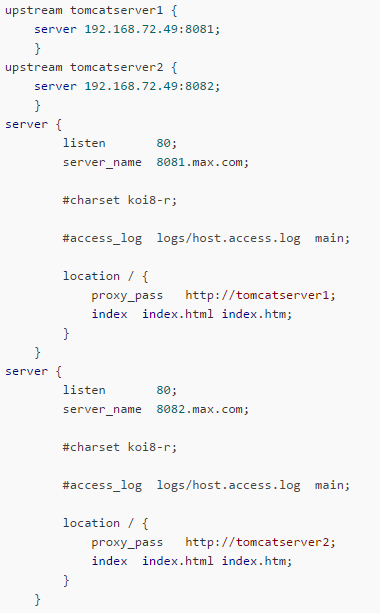 upstream tomcatserver1 {
    server 192.168.72.49:8081;
    }
upstream tomcatserver2 {
    server 192.168.72.49:8082;
    }
server {
        listen       80;
        server_name  8081.max.com;

        #charset koi8-r;

        #access_log  logs/host.access.log  main;

        location / {
            proxy_pass   http://tomcatserver1;
            index  index.html index.htm;
        }
    }
server {
        listen       80;
        server_name  8082.max.com;

        #charset koi8-r;

        #access_log  logs/host.access.log  main;

        location / {
            proxy_pass   http://tomcatserver2;
            index  index.html index.htm;
        }
    }